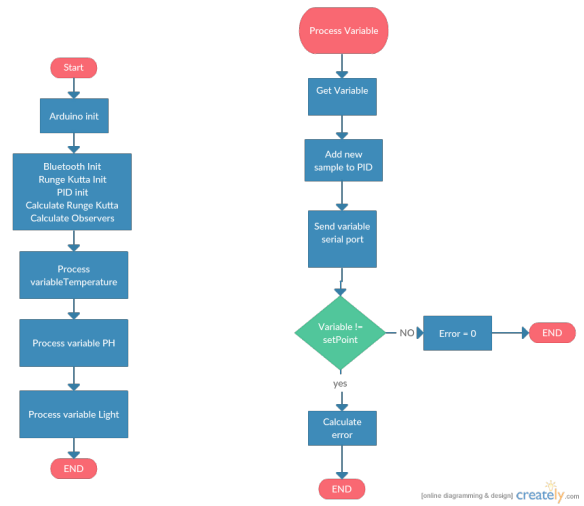 Start
Arduino init
Bluetooth Init
Runge Kutta Init
PID init
Calculate Runge Kutta
Calculate Observers
Process
variableTemperature
Process variable PH
Process variable Light
END
Process Variable
Get Variable
Add new
sample to PID
Send variable
serial port
Variable !=
setPoint
NO
Error = 0
END
yes
Calculate
error
END
[online diagramming & design] creately.com